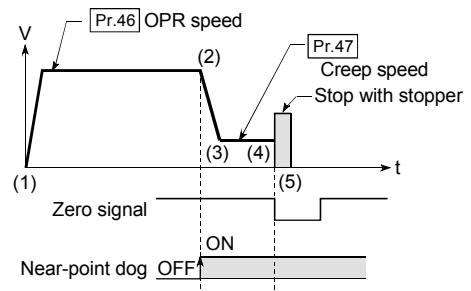 Pr.46 OPR speed
V
Pr.47
Creep speed
Stop with stopper
(2)
(3)
(4)
t
(1)
(5)
Zero signal
ON
Near-point dog OFF